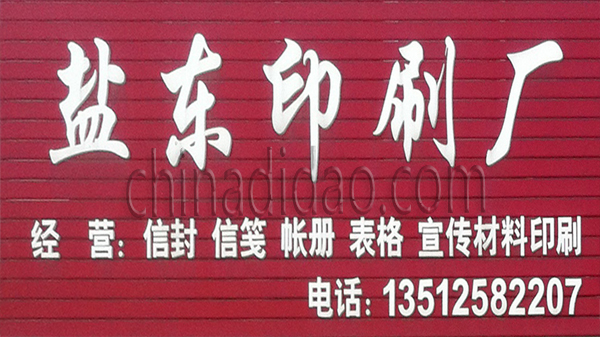 盐东印刷厂
chinadidao.com
经 营: 信封 信笺 帐册 表格 宣传材料印刷
电话: 13512582207